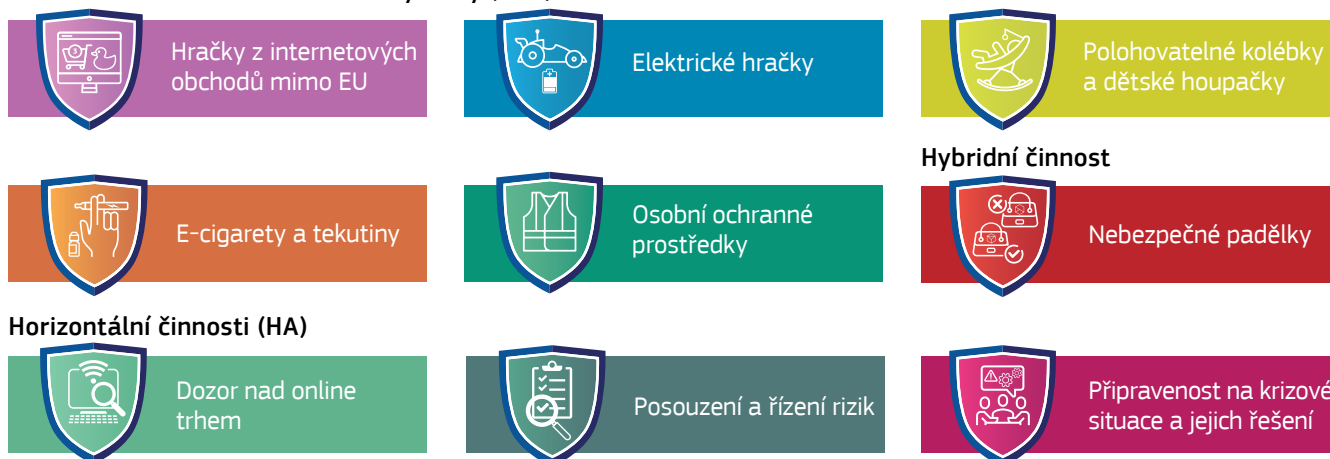 Hračky z internetových
obchodů mimo EU
Elektrické hračky
Polohovatelné kolébky
a dětské houpačky
Hybridní činnost
E-cigarety a tekutiny
Osobní ochranné
prostředky
Nebezpečné padělky
Horizontální činnosti (HA)
Dozor nad online
trhem
Posouzení a řízení rizik
Připravenost na krizové
situace a jejich řešení